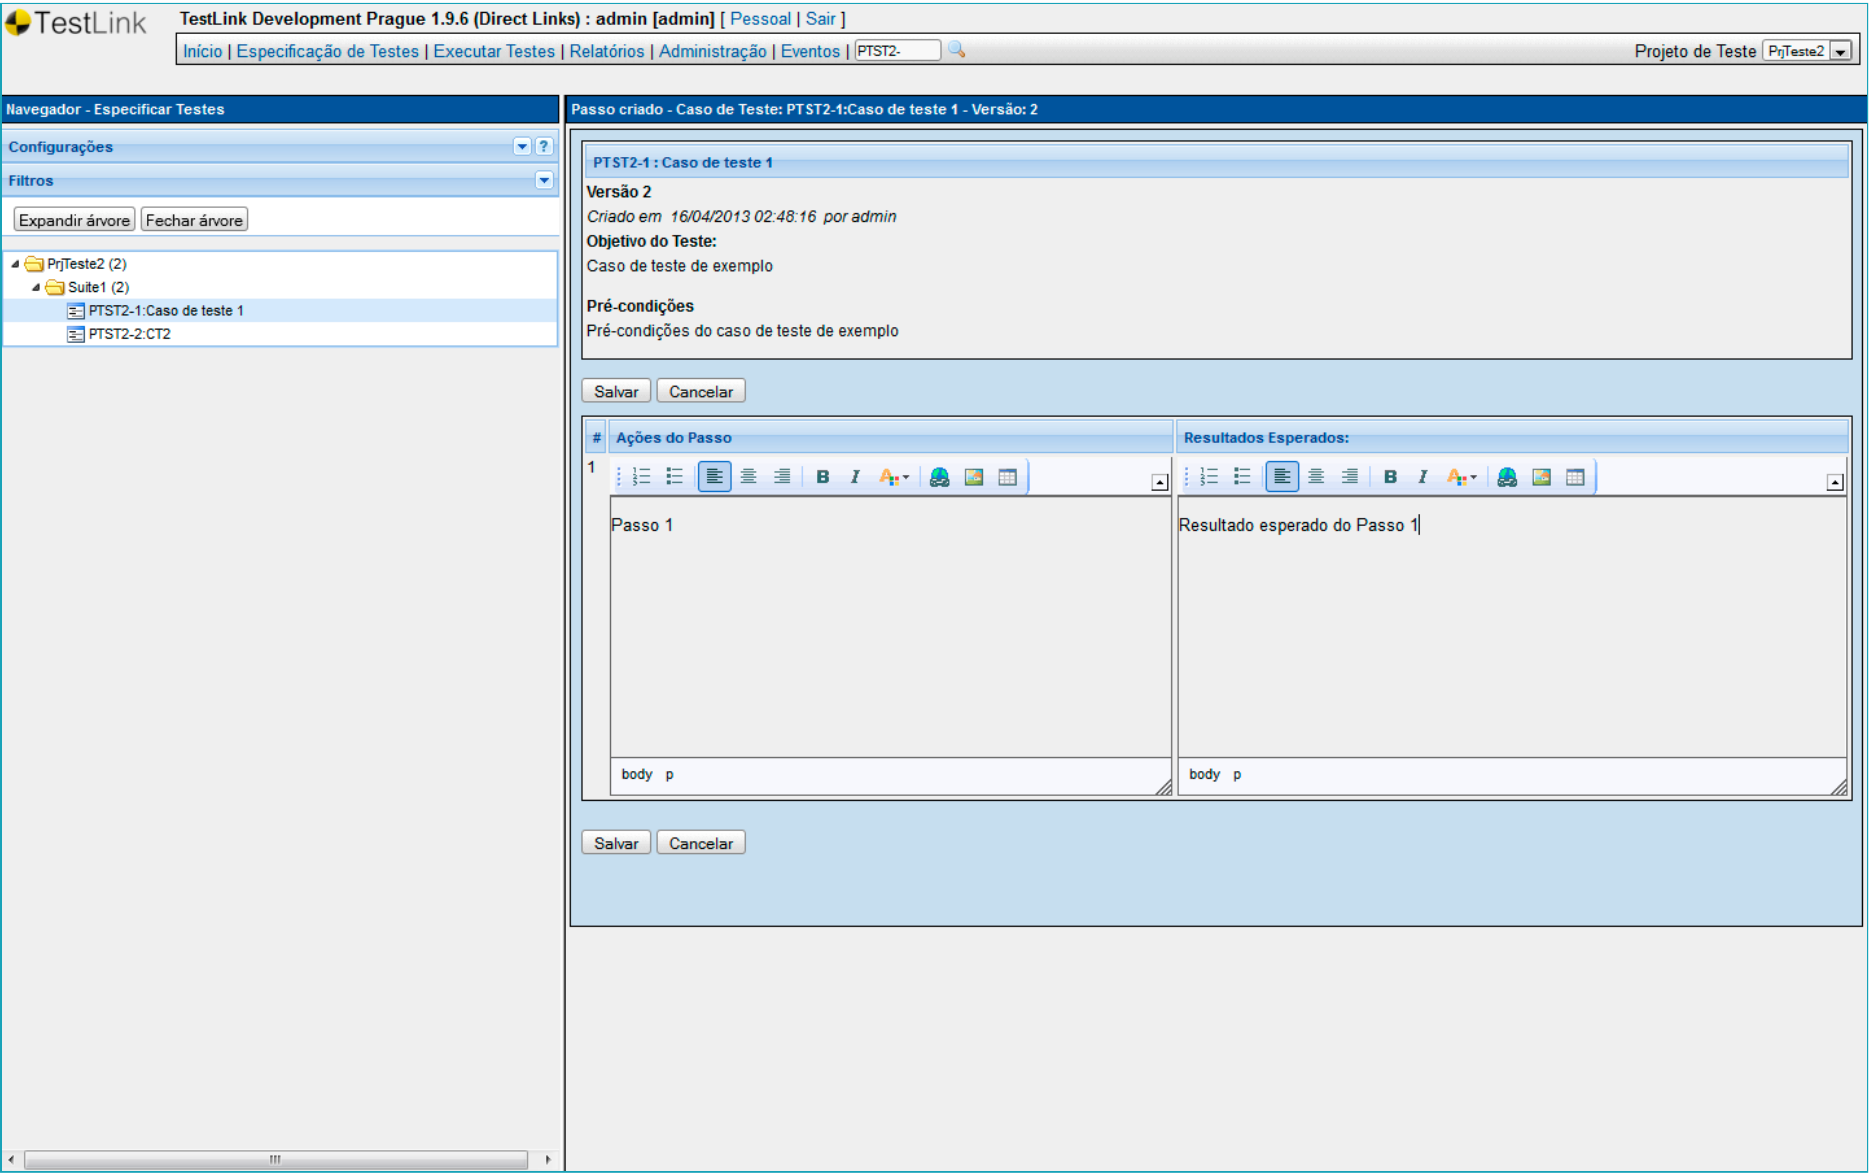 TestLink
TestLink Development Prague 1.9.6 (Direct Links) : admin [admin] [ Pessoal | Sair ]
Início | Especificação de Testes | Executar Testes | Relatórios | Administração | Eventos | PTST2-
Projeto de Teste PrjTeste2
Navegador - Especificar Testes
Configurações ?
Filtros
Expandir árvore Fechar árvore
PrjTeste2 (2)
Suite1 (2)
PTST2-1:Caso de teste 1
PTST2-2:CT2
Passo criado - Caso de Teste: PTST2-1:Caso de teste 1 - Versão: 2
PTST2-1 : Caso de teste 1
Versão 2
Criado em 16/04/2013 02:48:16 por admin
Objetivo do Teste:
Caso de teste de exemplo
Pré-condições
Pré-condições do caso de teste de exemplo
Salvar Cancelar
# Ações do Passo Resultados Esperados:
1
B I A B I A
Passo 1 Resultado esperado do Passo 1
body p body p
Salvar Cancelar